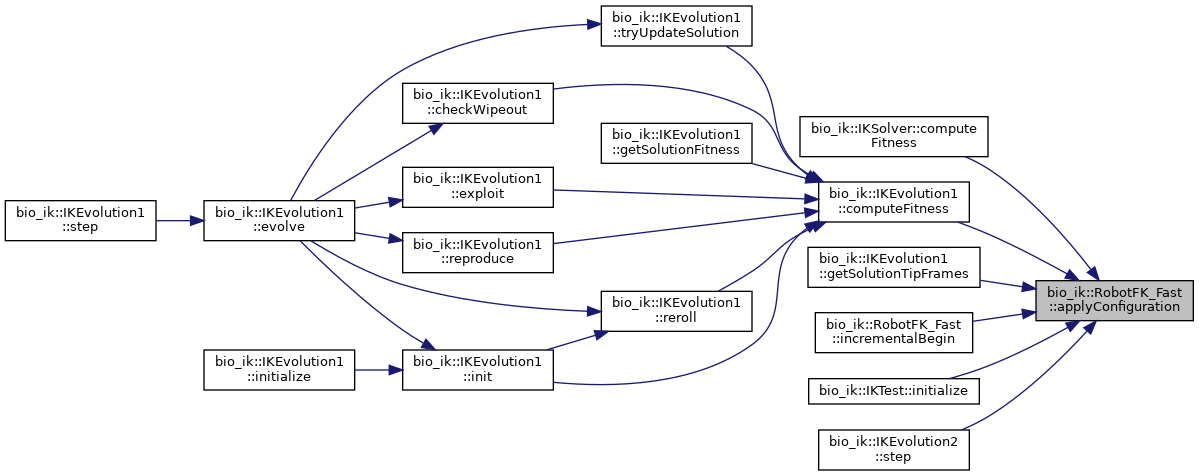 bio_ik::IKEvolution1
::step
bio_ik::IKEvolution1
::evolve
bio_ik::IKEvolution1
::initialize
bio_ik::IKEvolution1
::checkWipeout
bio_ik::IKEvolution1
::exploit
bio_ik::IKEvolution1
::reproduce
bio_ik::IKEvolution1
::init
bio_ik::IKEvolution1
::tryUpdateSolution
bio_ik::IKEvolution1
::getSolutionFitness
bio_ik::IKEvolution1
::reroll
bio_ik::IKSolver::compute
Fitness
bio_ik::IKEvolution1
::computeFitness
bio_ik::IKEvolution1
::getSolutionTipFrames
bio_ik::RobotFK_Fast
::incrementalBegin
bio_ik::IKTest::initialize
bio_ik::IKEvolution2
::step
bio_ik::RobotFK_Fast
::applyConfiguration